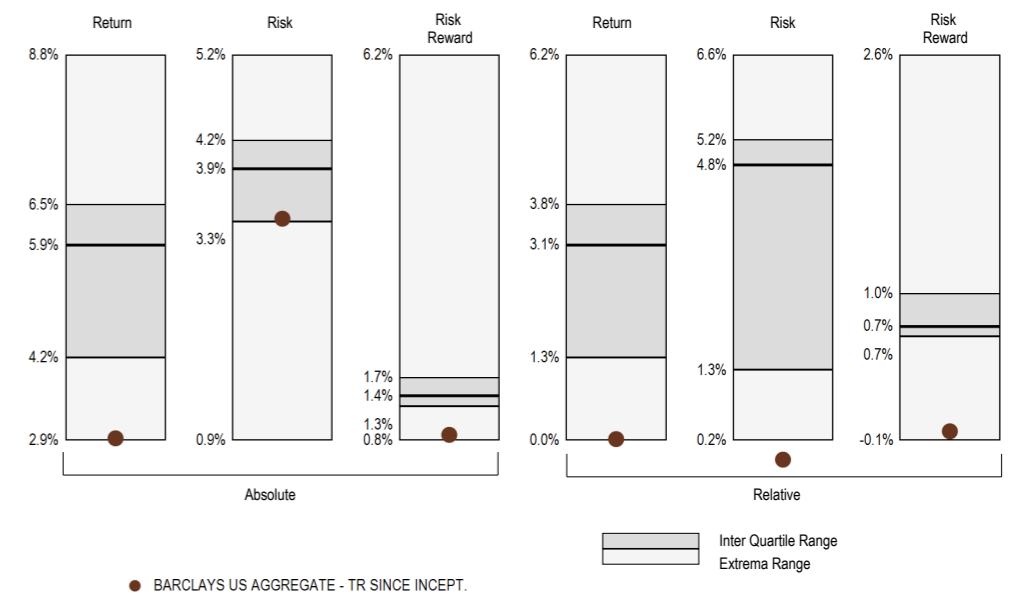 Return
Risk
Risk
Reward
Return
Risk
Risk
Reward
8.8%
6.5%
5.9%
4.2%
2.9%
5.2%
4.2%
3.9%
3.3%
0.9%
6.2%
1.7%
1.4%
1.3%
0.8%
6.2%
3.8%
3.1%
1.3%
0.0%
6.6%
5.2%
4.8%
1.3%
0.2%
2.6%
1.0%
0.7%
0.7%
-0.1%
Absolute
Relative
Inter Quartile Range
Extrema Range
BARCLAYS US AGGREGATE - TR SINCE INCEPT.